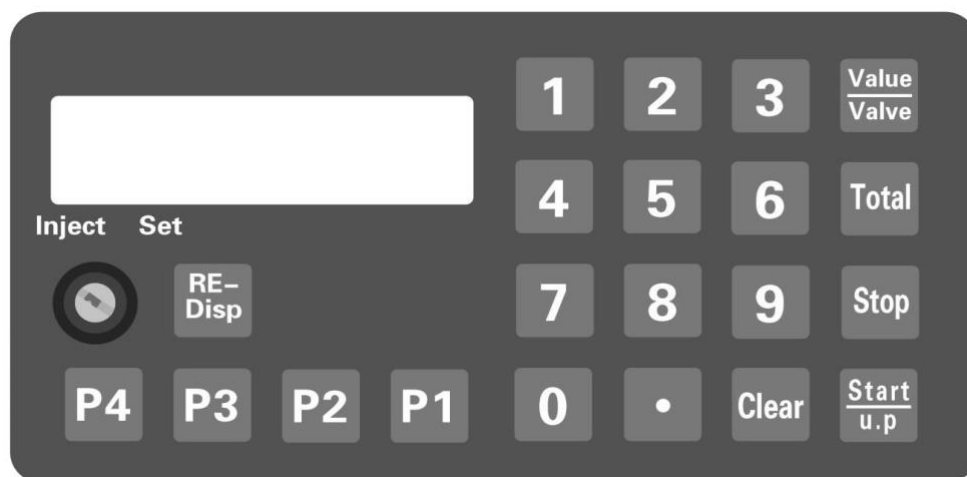 1 2 3 Value
Valve
Inject Set
4 5 6 Total
RE-
Disp
7 8 9 Stop
P4 P3 P2 P1 0 . Clear Start
u.p